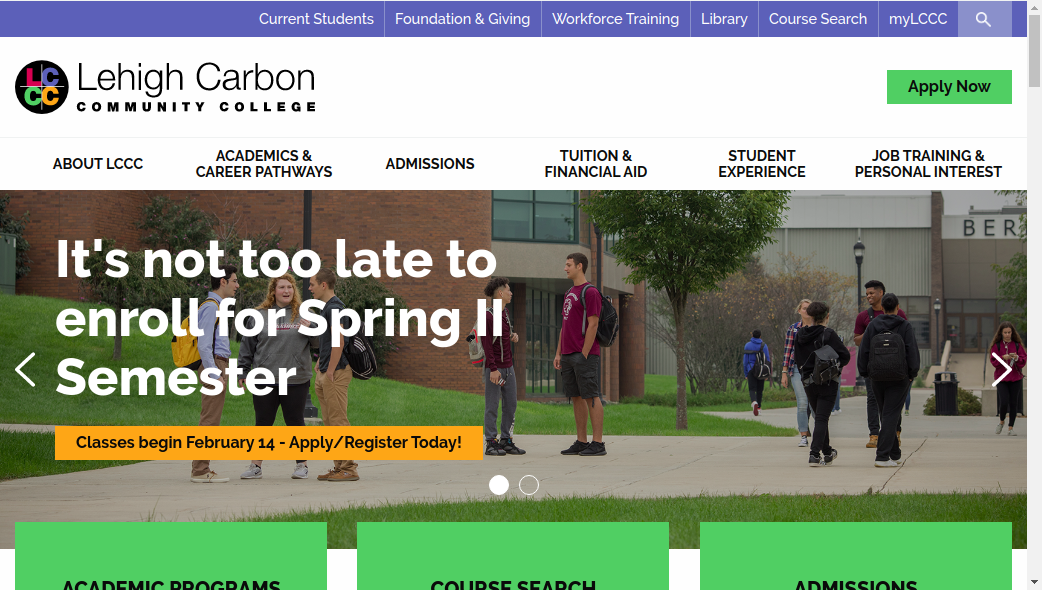 Current Students
Foundation & Giving
Workforce Training
Library
Course Search
myLCCC
LC
CC
Lehigh Carbon
COMMUNITY COLLEGE
Apply Now
ABOUT LCCC
ACADEMICS &
CAREER PATHWAYS
ADMISSIONS
TUITION &
FINANCIAL AID
STUDENT
EXPERIENCE
JOB TRAINING &
PERSONAL INTEREST
BER
It's not too late to
enroll for Spring II
Semester
Classes begin February 14 - Apply/Register Today!
ACADEMIC PROGRAMS
COURSE SEARCH
ADMISSIONS